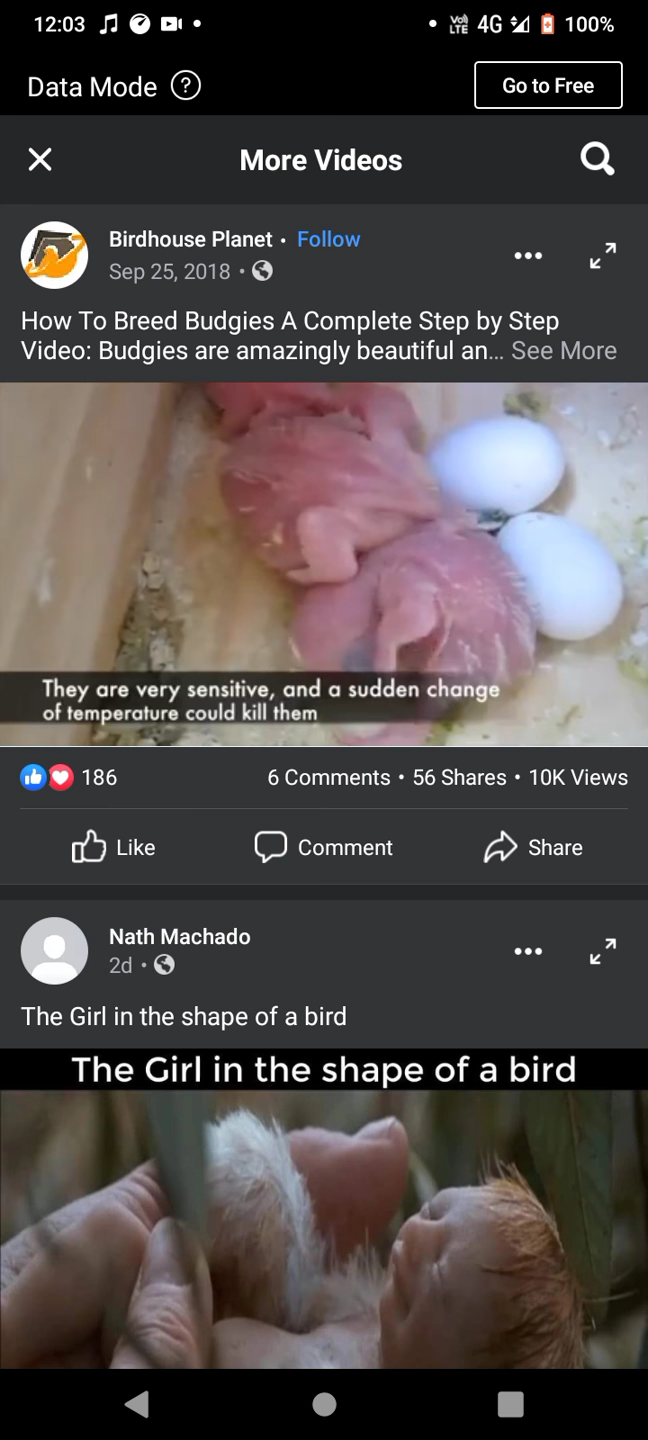 12:03
Vo) LTE 4G 100%
Data Mode ?
Go to Free
More Videos
Birdhouse Planet • Follow
Sep 25, 2018 •
How To Breed Budgies A Complete Step by Step
Video: Budgies are amazingly beautiful an... See More
They are very sensitive, and a sudden change
of temperature could kill them
186
6 Comments • 56 Shares • 10K Views
Like
Comment
Share
Nath Machado
2d •
The Girl in the shape of a bird
The Girl in the shape of a bird